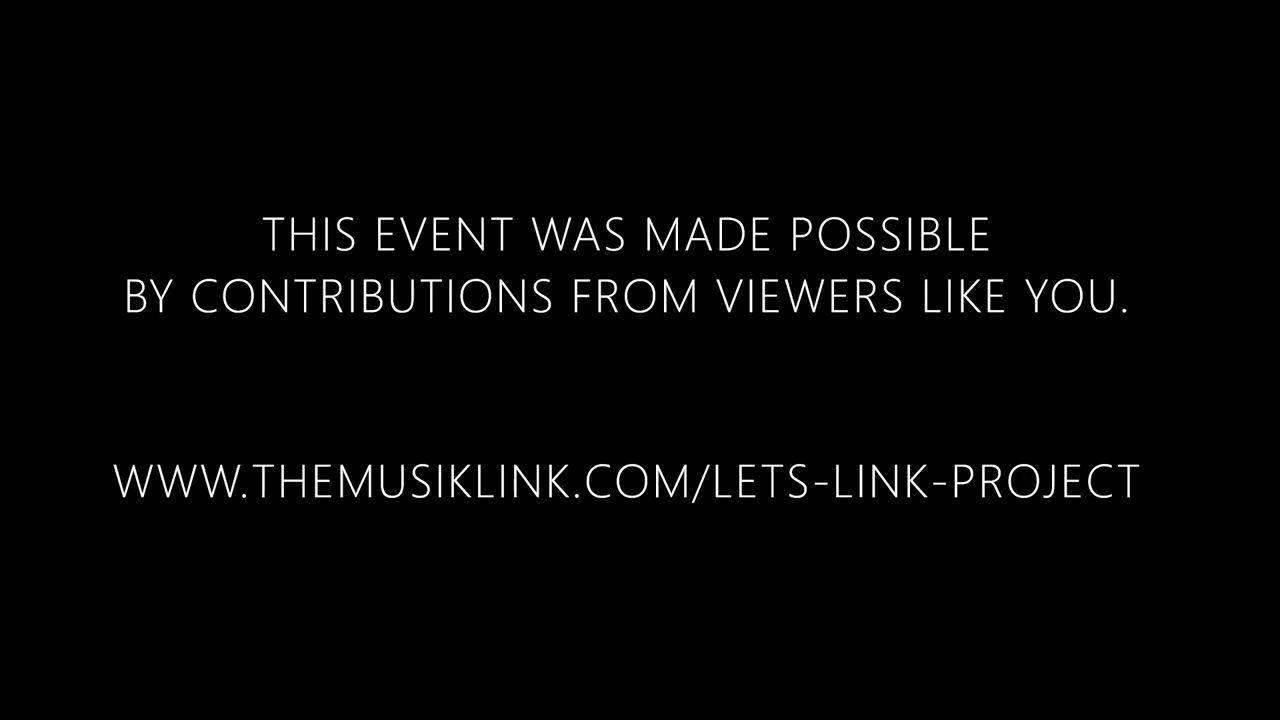 THIS EVENT WAS MADE POSSIBLE
BY CONTRIBUTIONS FROM VIEWERS LIKE YOU.
WWW.THEMUSIKLINK.COM/LETS-LINK-PROJECT